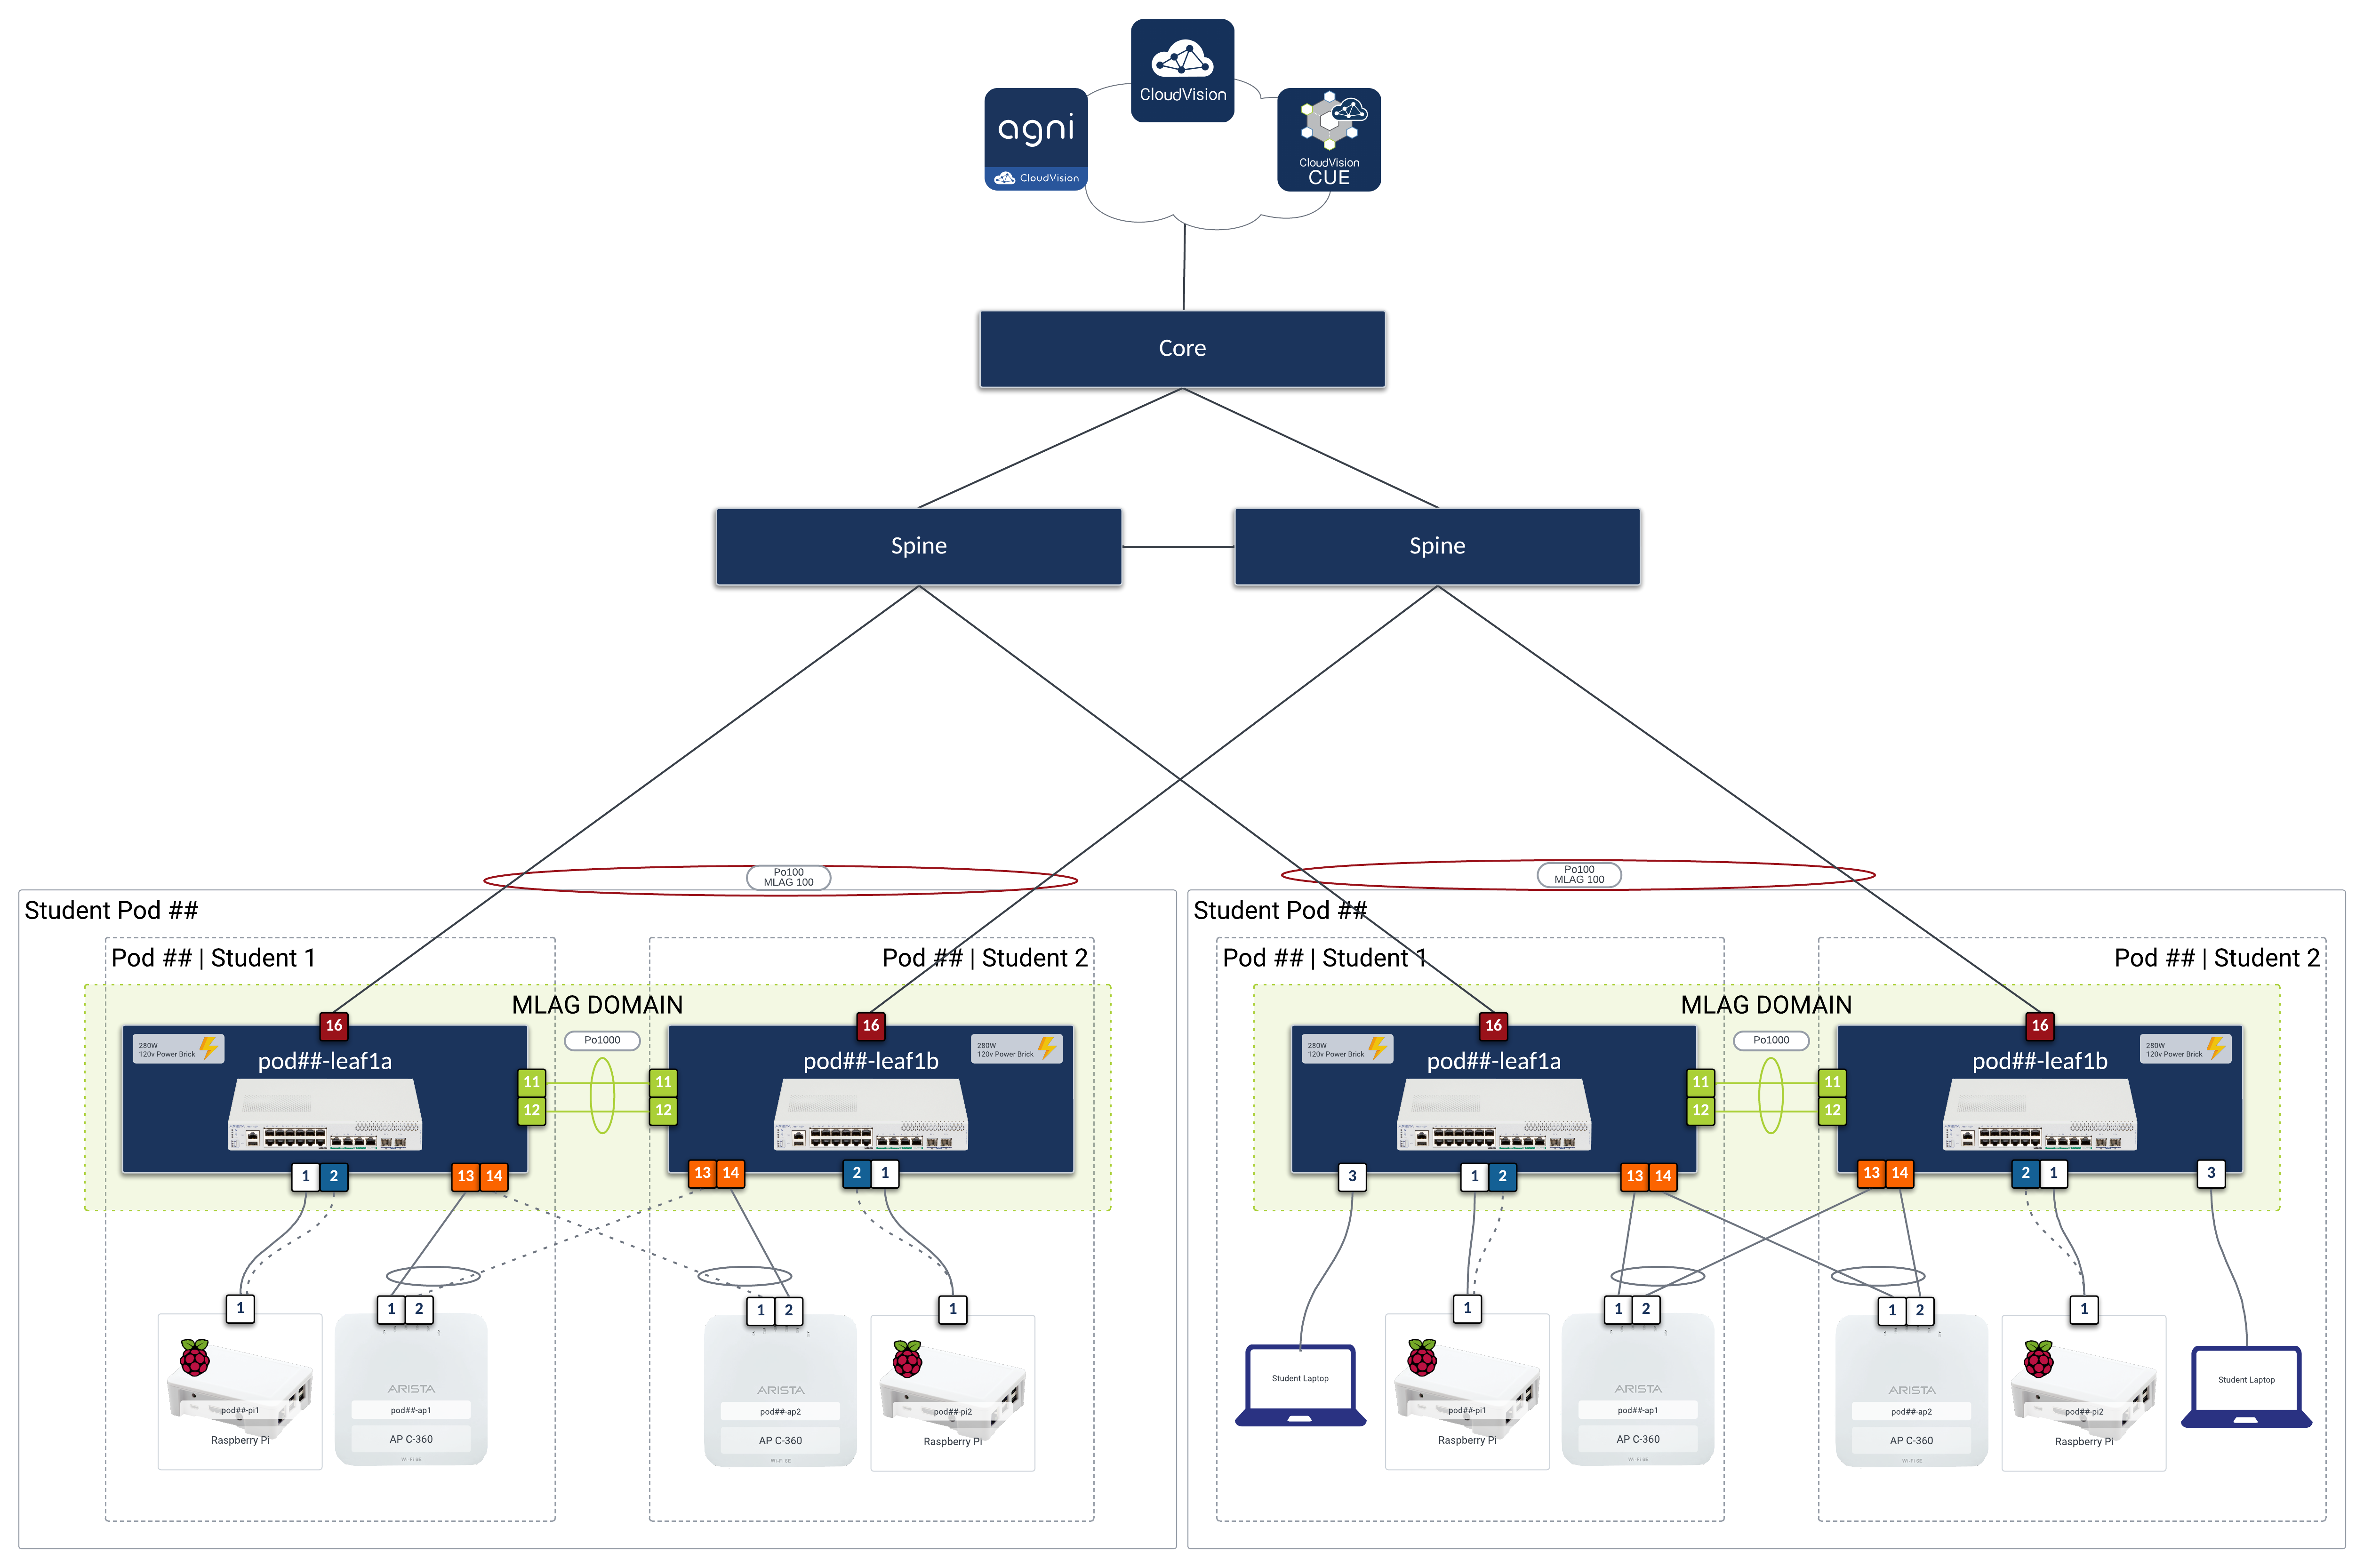 CloudVision
agni
CloudVision
CloudVision
CUE
Core
Spine
Spine
Po100
MLAG 100
Po100
MLAG 100
Student Pod ##
Pod ## | Student 1
Pod ## | Student 2
MLAG DOMAIN
16
16
280W
120v Power Brick
pod##-leaf1a
Po1000
pod##-leaf1b
280W
120v Power Brick
11
12
11
12
1
2
13
14
13
14
2
1
1
1
2
1
2
1
ARISTA
pod##-pi1
Raspberry Pi
pod##-ap1
AP C-360
ARISTA
pod##-ap2
AP C-360
pod##-pi2
Raspberry Pi
Student Pod ##
Pod ## | Student 1
Pod ## | Student 2
MLAG DOMAIN
16
16
280W
120v Power Brick
pod##-leaf1a
Po1000
pod##-leaf1b
280W
120v Power Brick
11
12
11
12
3
1
2
13
14
13
14
2
1
3
1
1
2
1
2
1
Student Laptop
pod##-pi1
Raspberry Pi
ARISTA
pod##-ap1
AP C-360
ARISTA
pod##-ap2
AP C-360
pod##-pi2
Raspberry Pi
Student Laptop